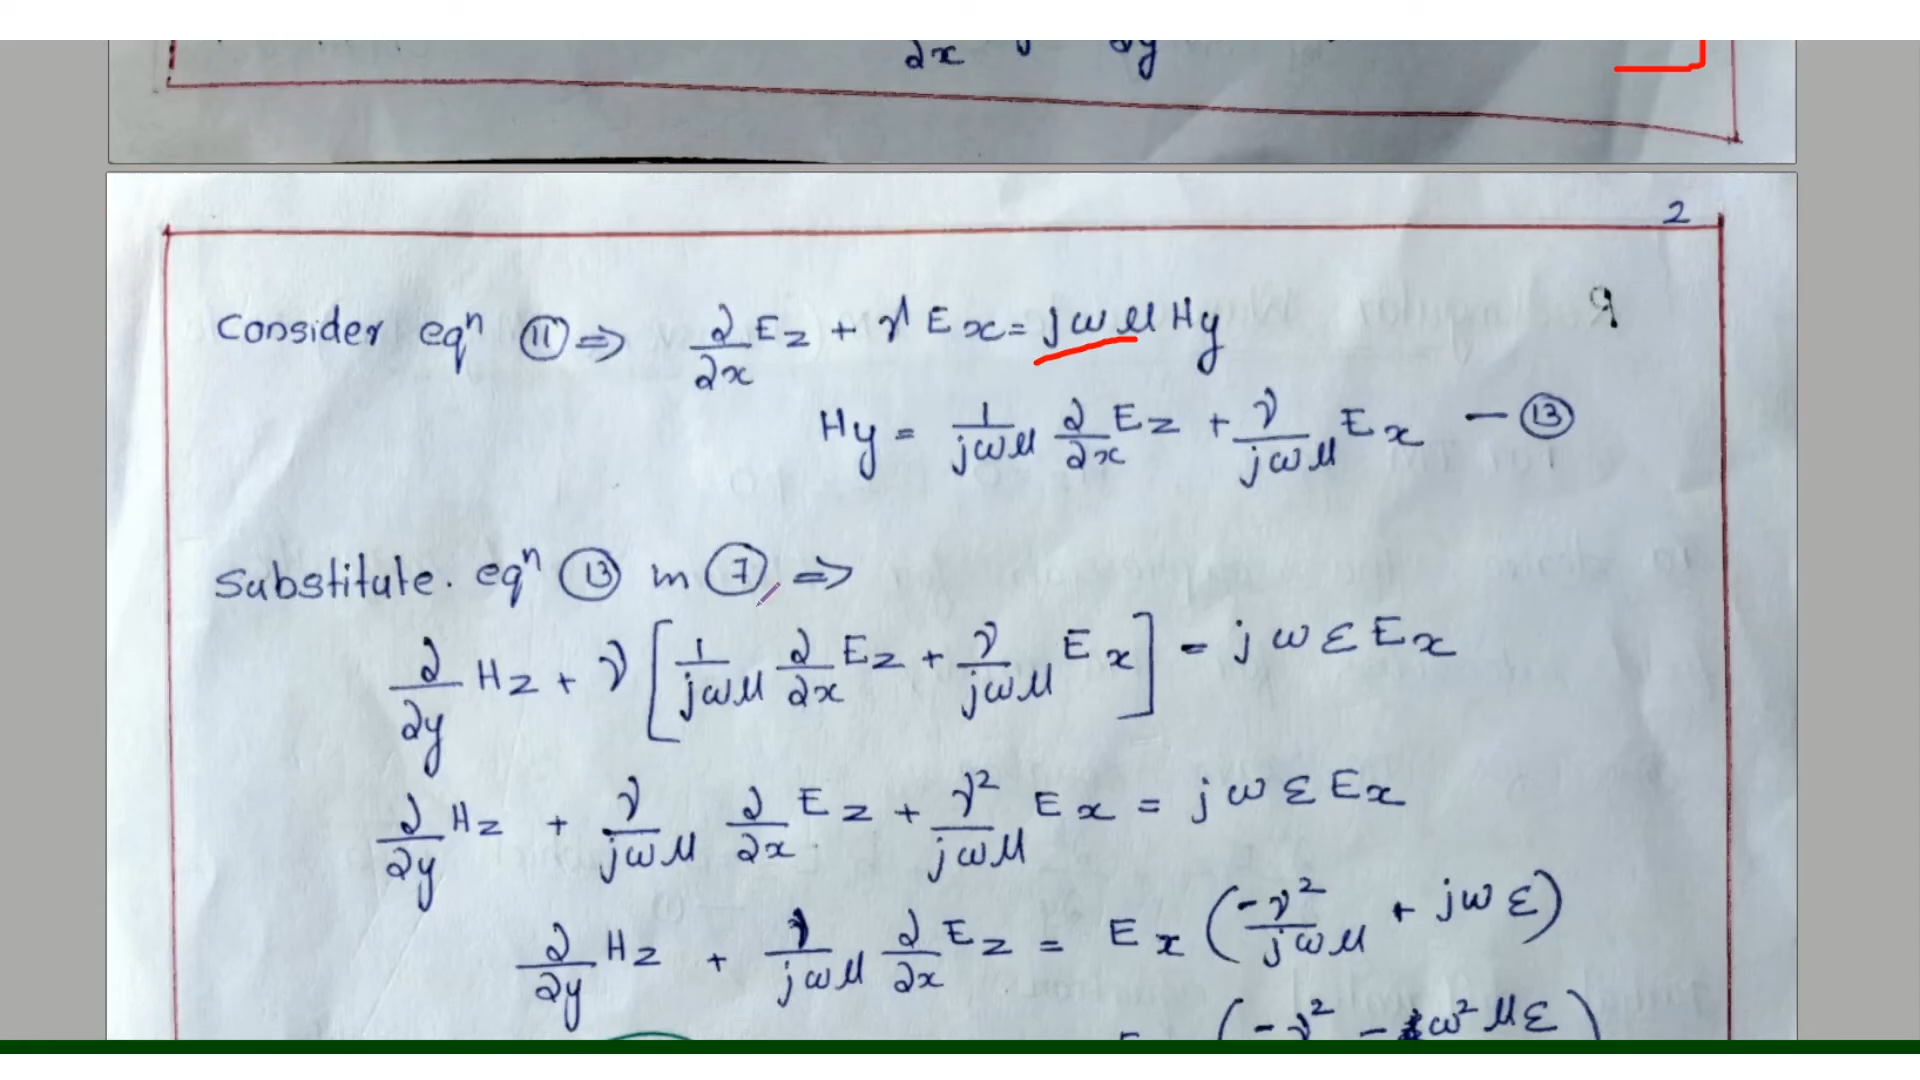 ∂x ∂y
2
Consider eqⁿ ⑪ ⇒ ∂/∂x Ez + γ Ex = jωμ Hy
Hy = 1/jωμ ∂/∂x Ez + γ/jωμ Ex — ⑬
Substitute. eqⁿ ⑬ in ⑦ ⇒
∂/∂y Hz + γ [1/jωμ ∂/∂x Ez + γ/jωμ Ex] = jωε Ex
∂/∂y Hz + γ/jωμ ∂/∂x Ez + γ²/jωμ Ex = jωε Ex
∂/∂y Hz + γ/jωμ ∂/∂x Ez = Ex (-γ²/jωμ + jωε)
(-γ² - ω²με)